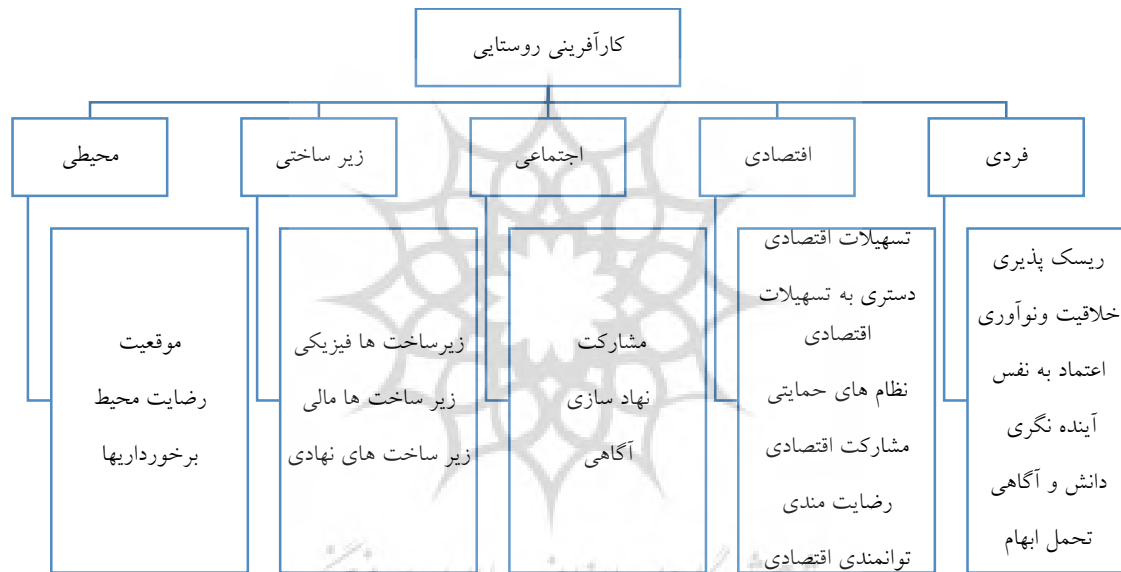 کارآفرینی روستایی
فردی
افتصادی
اجتماعی
زیر ساختی
محیطی
ریسک پذیری
خلاقیت ونوآوری
اعتماد به نفس
آینده نگری
دانش و آگاهی
تحمل ابهام
تسهیلات اقتصادی
دستری به تسهیلات
اقتصادی
نظام های حمایتی
مشارکت اقتصادی
رضایت مندی
توانمندی اقتصادی
مشارکت
نهاد سازی
آگاهی
زیرساخت ها فیزیکی
زیر ساخت ها مالی
زیر ساخت های نهادی
موقعیت
رضایت محیط
برخورداریها